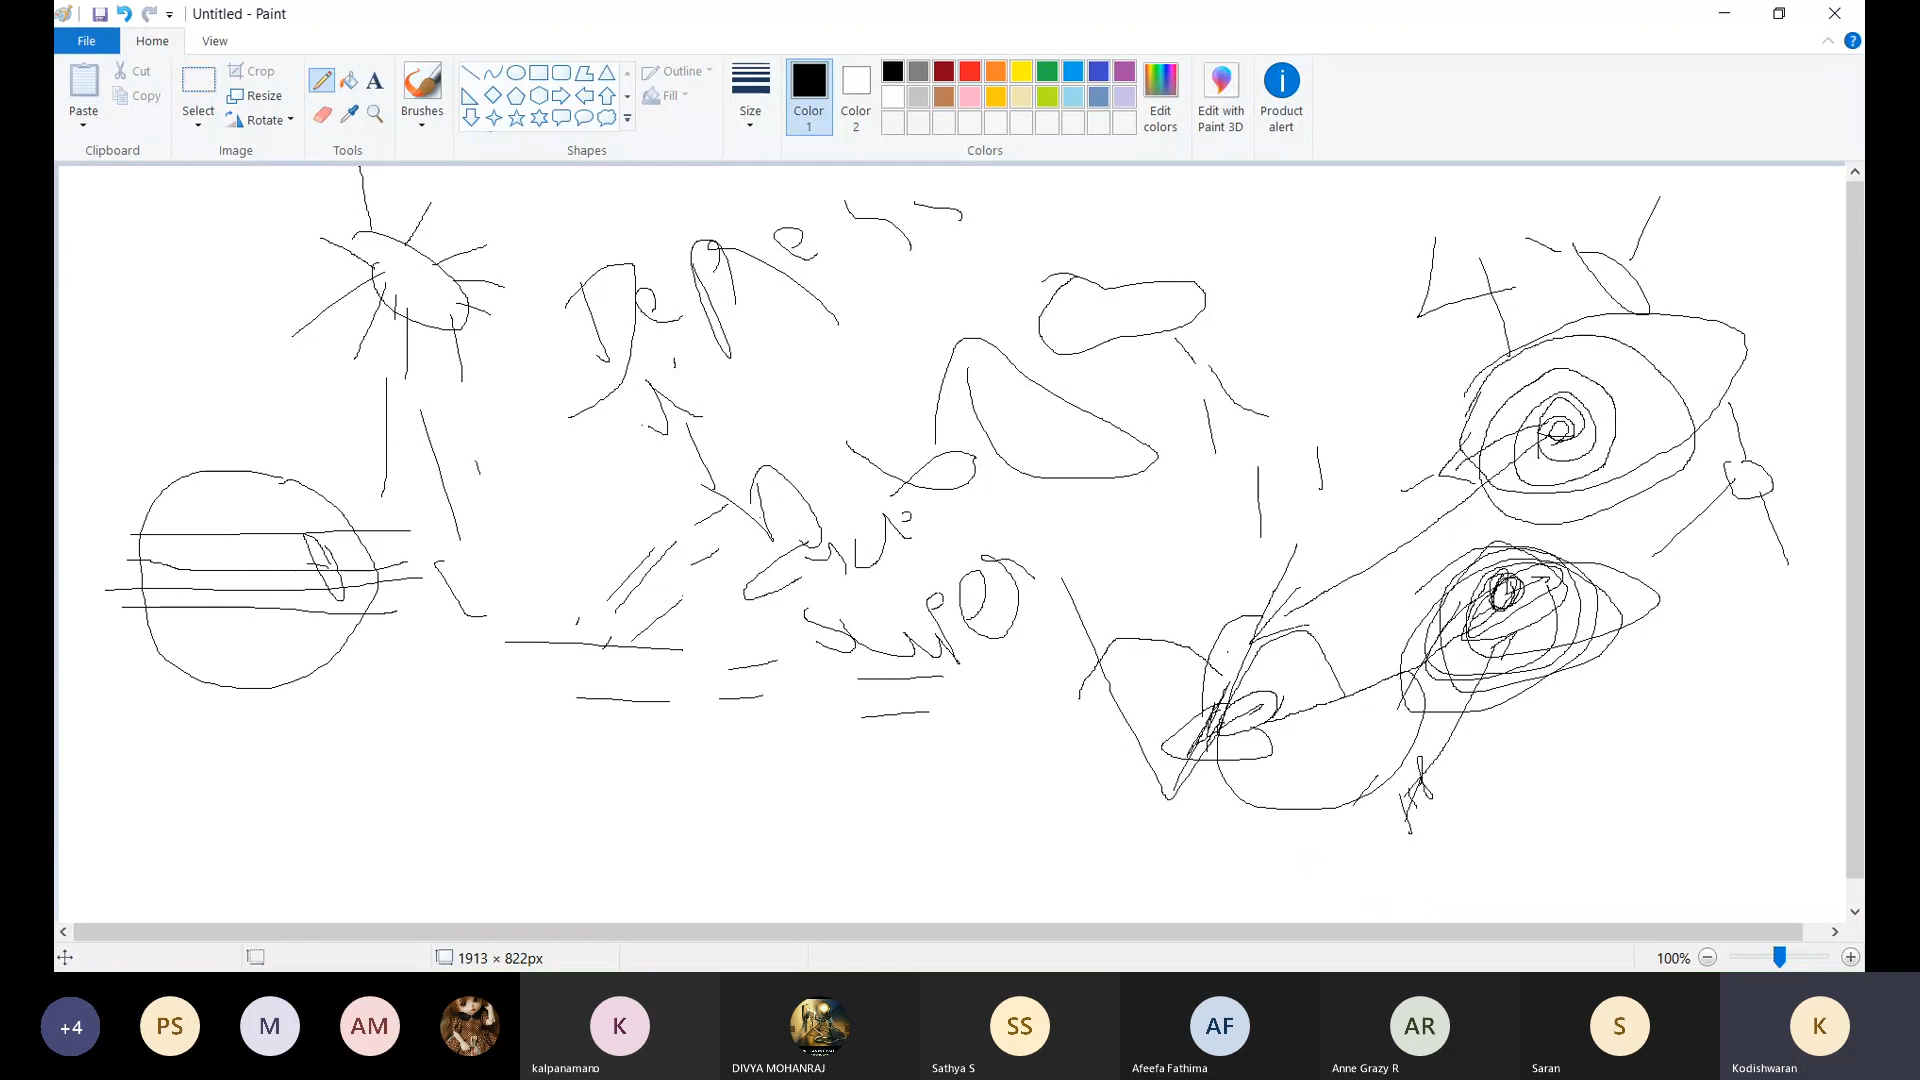 Untitled - Paint
File Home View
Paste Cut Copy Clipboard
Select Crop Resize Rotate Image
Tools
Brushes
Shapes Outline Fill
Size
Color 1 Color 2
Edit colors Colors
Edit with Paint 3D
Product alert
1913 × 822px 100%
+4 PS M AM K SS AF AR S K
kalpanamano DIVYA MOHANRAJ Sathya S Afeefa Fathima Anne Grazy R Saran Kodishwaran